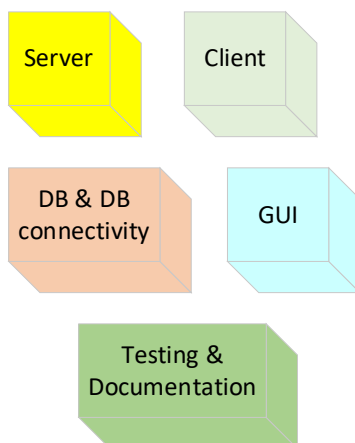 Server
Client
DB & DB
connectivity
GUI
Testing &
Documentation